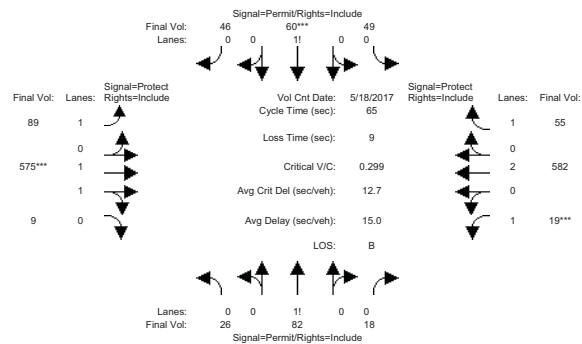 Signal=Permit/Rights=Include
Final Vol: 46 60*** 49
Lanes: 0 0 1! 0 0
Signal=Protect Signal=Protect
Final Vol: Lanes: Rights=Include Vol Cnt Date: 5/18/2017 Rights=Include Lanes: Final Vol:
Cycle Time (sec): 65
89 1 1 55
Loss Time (sec): 9
0 0
575*** 1 Critical V/C: 0.299 2 582
1 Avg Crit Del (sec/veh): 12.7 0
9 0 Avg Delay (sec/veh): 15.0 1 19***
LOS: B
Lanes: 0 0 1! 0 0
Final Vol: 26 82 18
Signal=Permit/Rights=Include